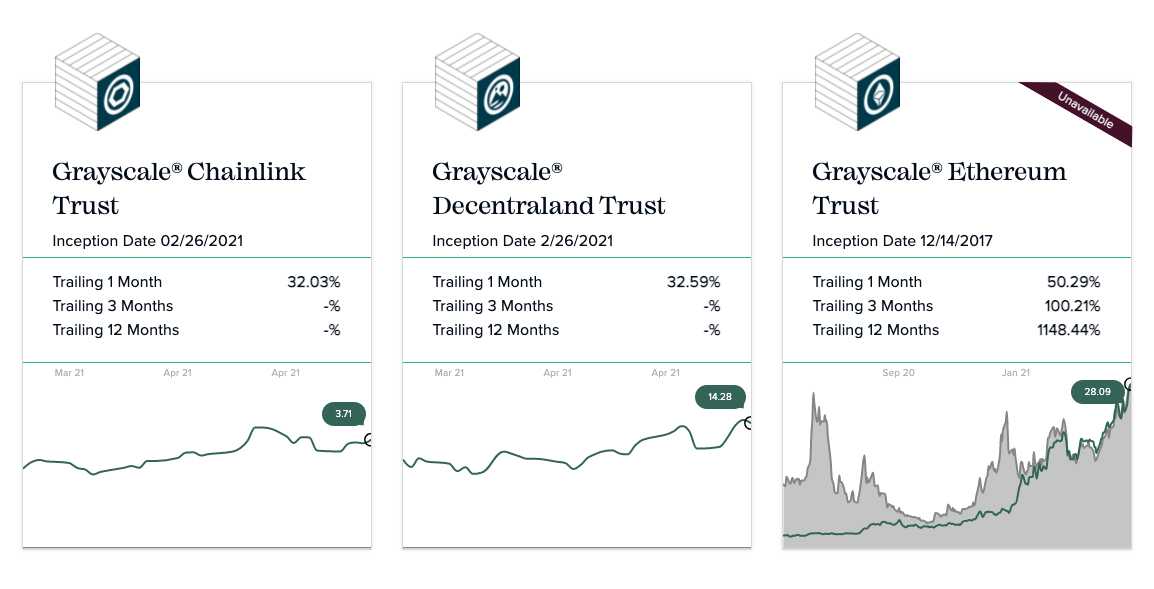 Grayscale® Chainlink
Trust
Inception Date 02/26/2021
Trailing 1 Month 32.03%
Trailing 3 Months -%
Trailing 12 Months -%
Mar 21 Apr 21 Apr 21
3.71
Grayscale®
Decentraland Trust
Inception Date 2/26/2021
Trailing 1 Month 32.59%
Trailing 3 Months -%
Trailing 12 Months -%
Mar 21 Apr 21 Apr 21
14.28
Unavailable
Grayscale® Ethereum
Trust
Inception Date 12/14/2017
Trailing 1 Month 50.29%
Trailing 3 Months 100.21%
Trailing 12 Months 1148.44%
Sep 20 Jan 21
28.09